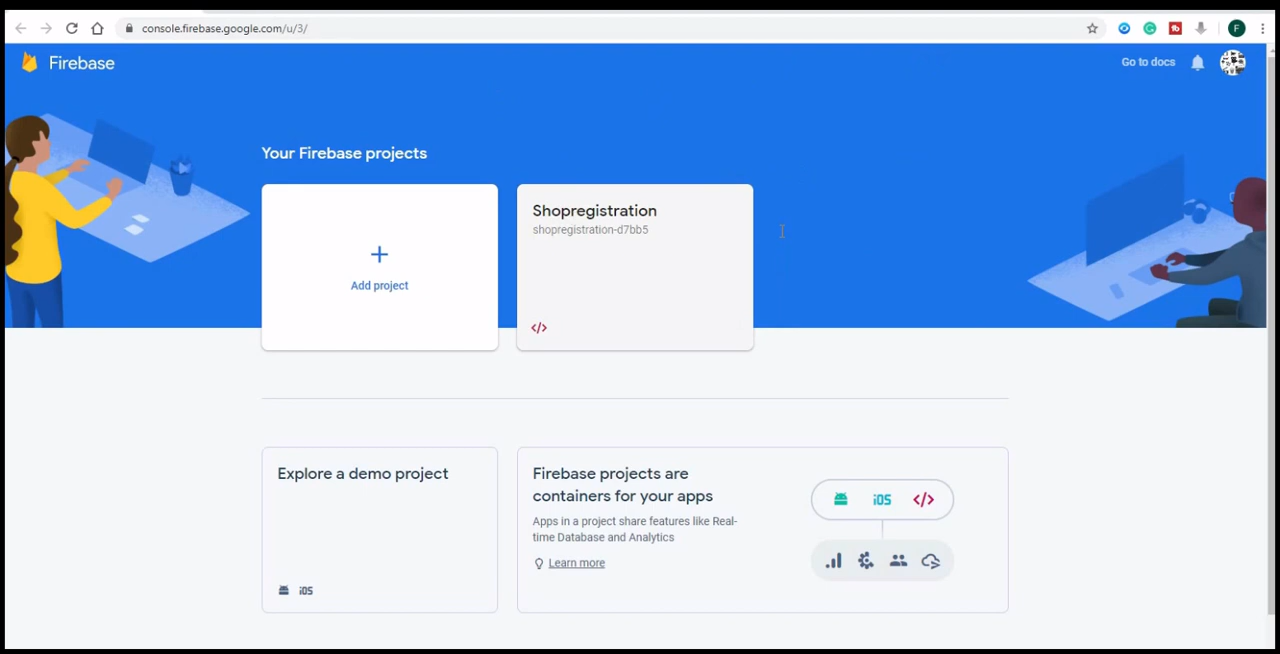 console.firebase.google.com/u/3/
F
Firebase
Go to docs
Your Firebase projects
Add project
Shopregistration
shopregistration-d7bb5
</>
Explore a demo project
iOS
Firebase projects are
containers for your apps
Apps in a project share features like Real-
time Database and Analytics
Learn more
iOS </>